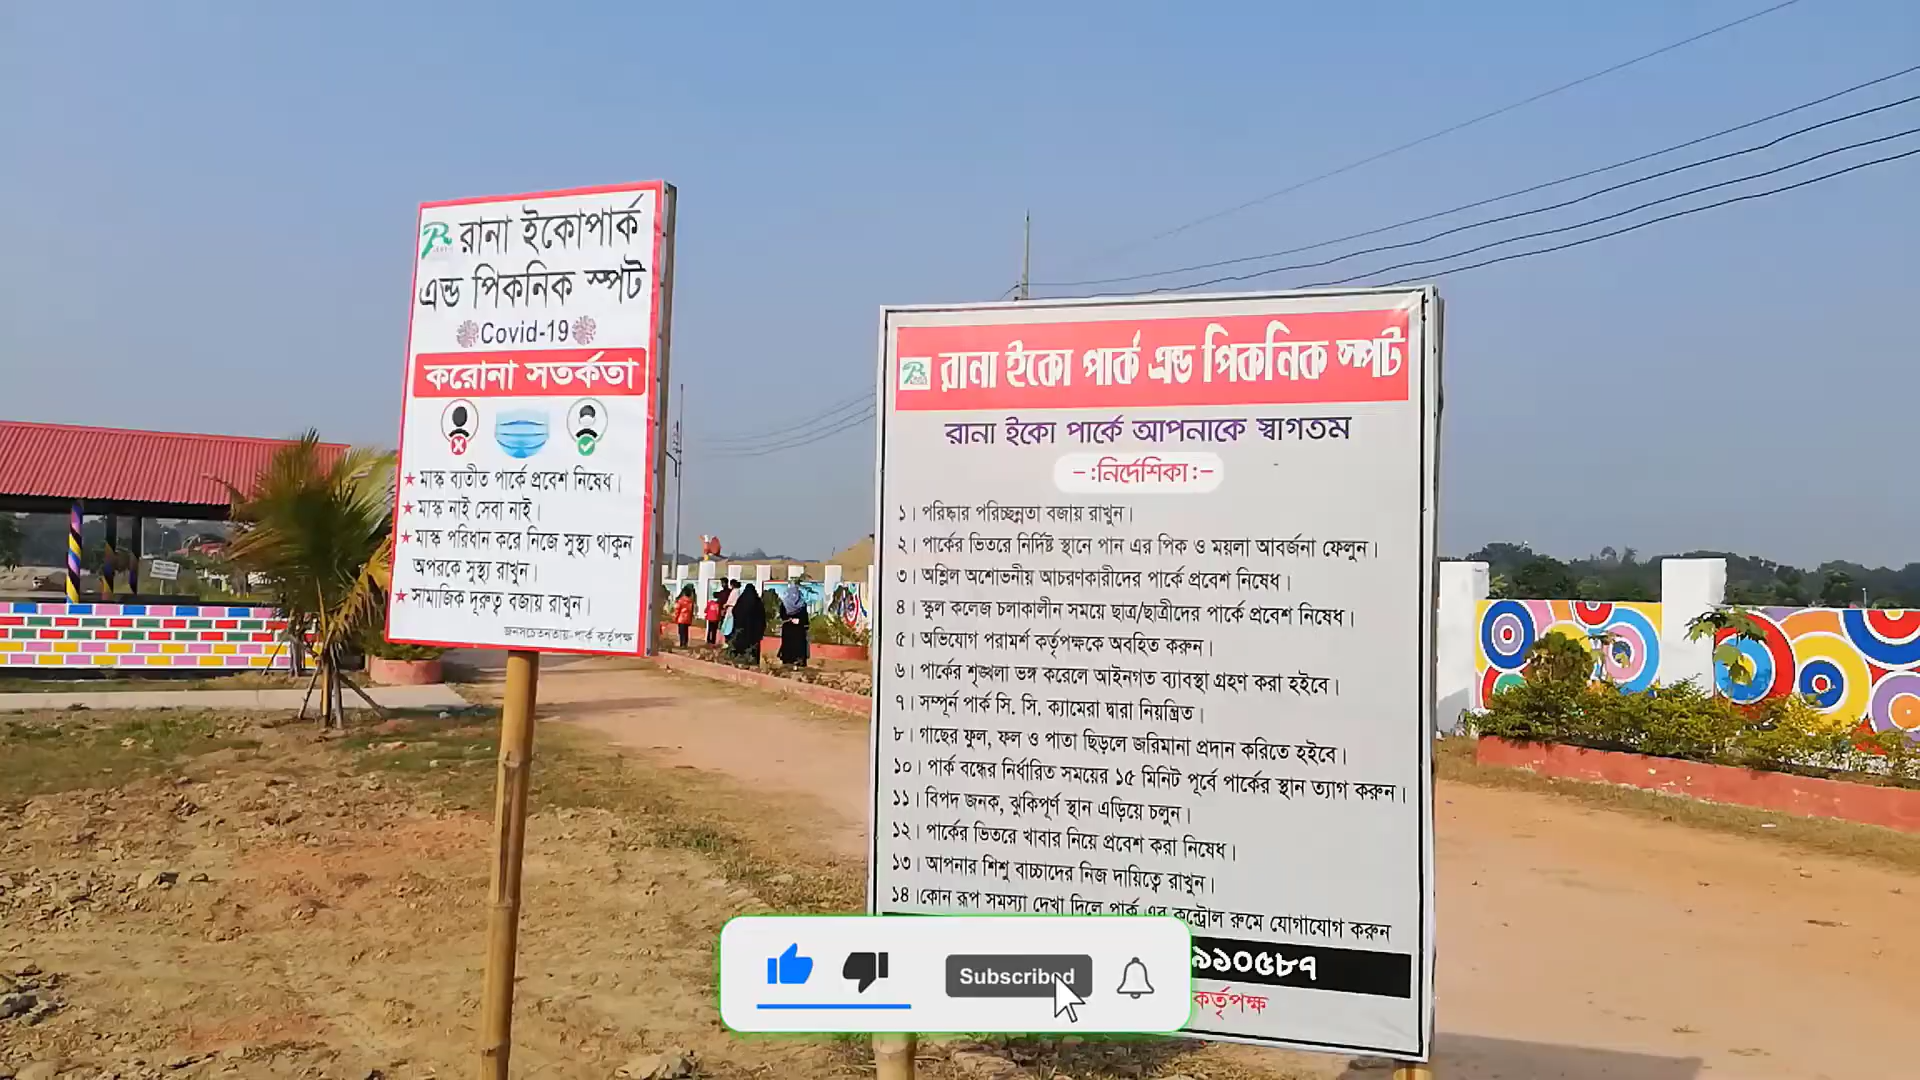 রানা ইকোপার্ক
এন্ড পিকনিক স্পট
Covid-19
করোনা সতর্কতা
★ মাস্ক ব্যতীত পার্কে প্রবেশ নিষেধ।
★ মাস্ক নাই সেবা নাই।
★ মাস্ক পরিধান করে নিজে সুস্থ্য থাকুন
অপরকে সুস্থ্য রাখুন।
★ সামাজিক দূরুত্ব বজায় রাখুন।
জনসচেতনতায়-পার্ক কর্তৃপক্ষ
রানা ইকো পার্ক এন্ড পিকনিক স্পট
রানা ইকো পার্কে আপনাকে স্বাগতম
-:নির্দেশিকা:-
১। পরিষ্কার পরিচ্ছন্নতা বজায় রাখুন।
২। পার্কের ভিতরে নির্দিষ্ট স্থানে পান এর পিক ও ময়লা আবর্জনা ফেলুন।
৩। অশ্লিল অশোভনীয় আচরণকারীদের পার্কে প্রবেশ নিষেধ।
৪। স্কুল কলেজ চলাকালীন সময়ে ছাত্র/ছাত্রীদের পার্কে প্রবেশ নিষেধ।
৫। অভিযোগ পরামর্শ কর্তৃপক্ষকে অবহিত করুন।
৬। পার্কের শৃঙ্খলা ভঙ্গ করেলে আইনগত ব্যাবস্থা গ্রহণ করা হইবে।
৭। সম্পূর্ন পার্ক সি. সি. ক্যামেরা দ্বারা নিয়ন্ত্রিত।
৮। গাছের ফুল, ফল ও পাতা ছিড়লে জরিমানা প্রদান করিতে হইবে।
১০। পার্ক বন্ধের নির্ধারিত সময়ের ১৫ মিনিট পূর্বে পার্কের স্থান ত্যাগ করুন।
১১। বিপদ জনক, ঝুকিপূর্ণ স্থান এড়িয়ে চলুন।
১২। পার্কের ভিতরে খাবার নিয়ে প্রবেশ করা নিষেধ।
১৩। আপনার শিশু বাচ্চাদের নিজ দায়িত্বে রাখুন।
১৪।কোন রূপ সমস্যা দেখা দিলে পার্ক এর কন্ট্রোল রুমে যোগাযোগ করুন
৯১০৫৮৭
কর্তৃপক্ষ
Subscribed